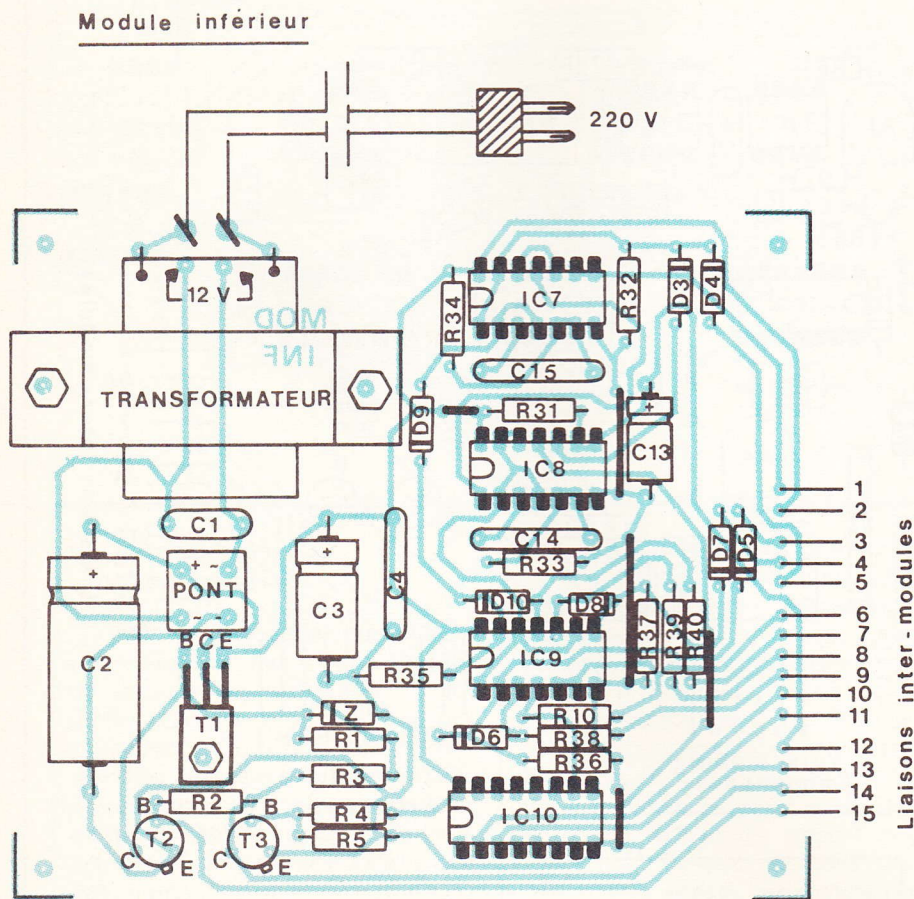 Module inférieur
220 V
12 V
MOD
INF
TRANSFORMATEUR
IC7
R34
R32
D3
D4
C15
D9
R31
IC8
+
C13
1
2
3
4
5
6
7
8
9
10
11
12
13
14
15
Liaisons inter-modules
C1
C14
R33
D7
D5
+
C2
+ ~
PONT
- ~
+
C3
C4
D10
D8
R37
R39
R40
B C E
IC9
R35
T1
Z
R1
R10
D6
R38
R36
R3
R2
B
B
R4
R5
IC10
T2
T3
C
E
C
E